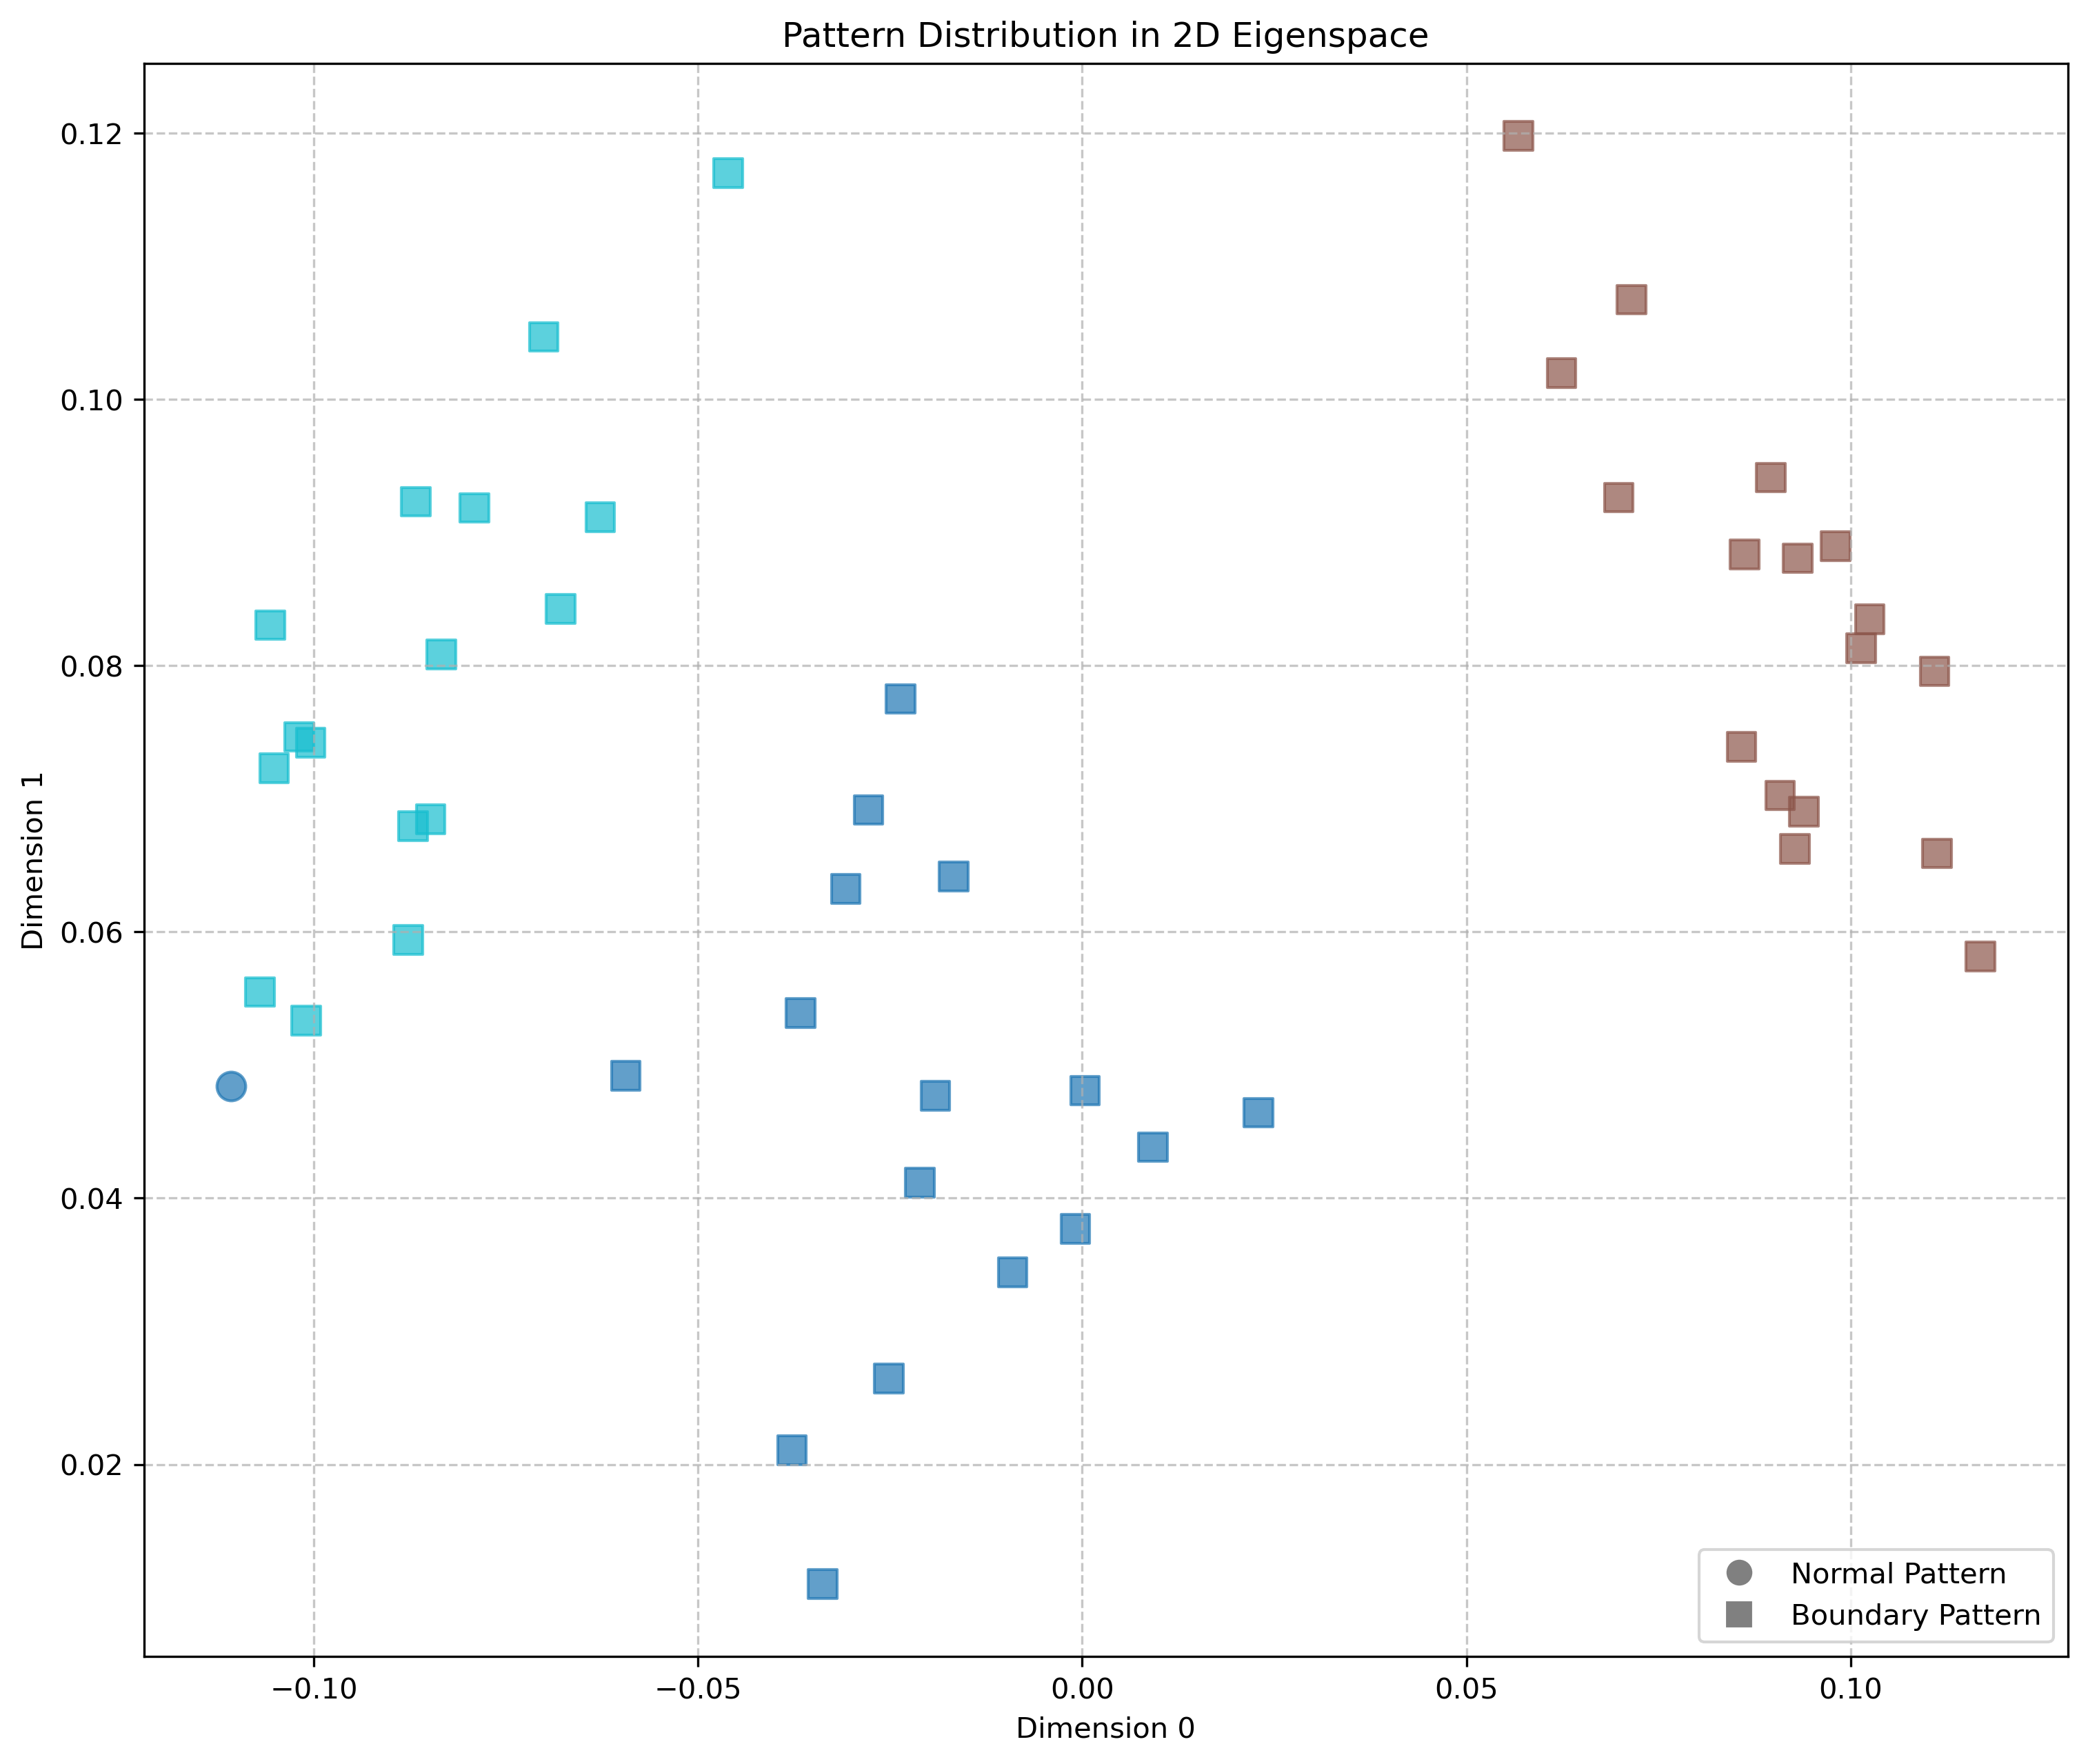 Pattern Distribution in 2D Eigenspace
0.12
0.10
0.08
0.06
0.04
0.02
Dimension 1
−0.10
−0.05
0.00
0.05
0.10
Dimension 0
Normal Pattern
Boundary Pattern